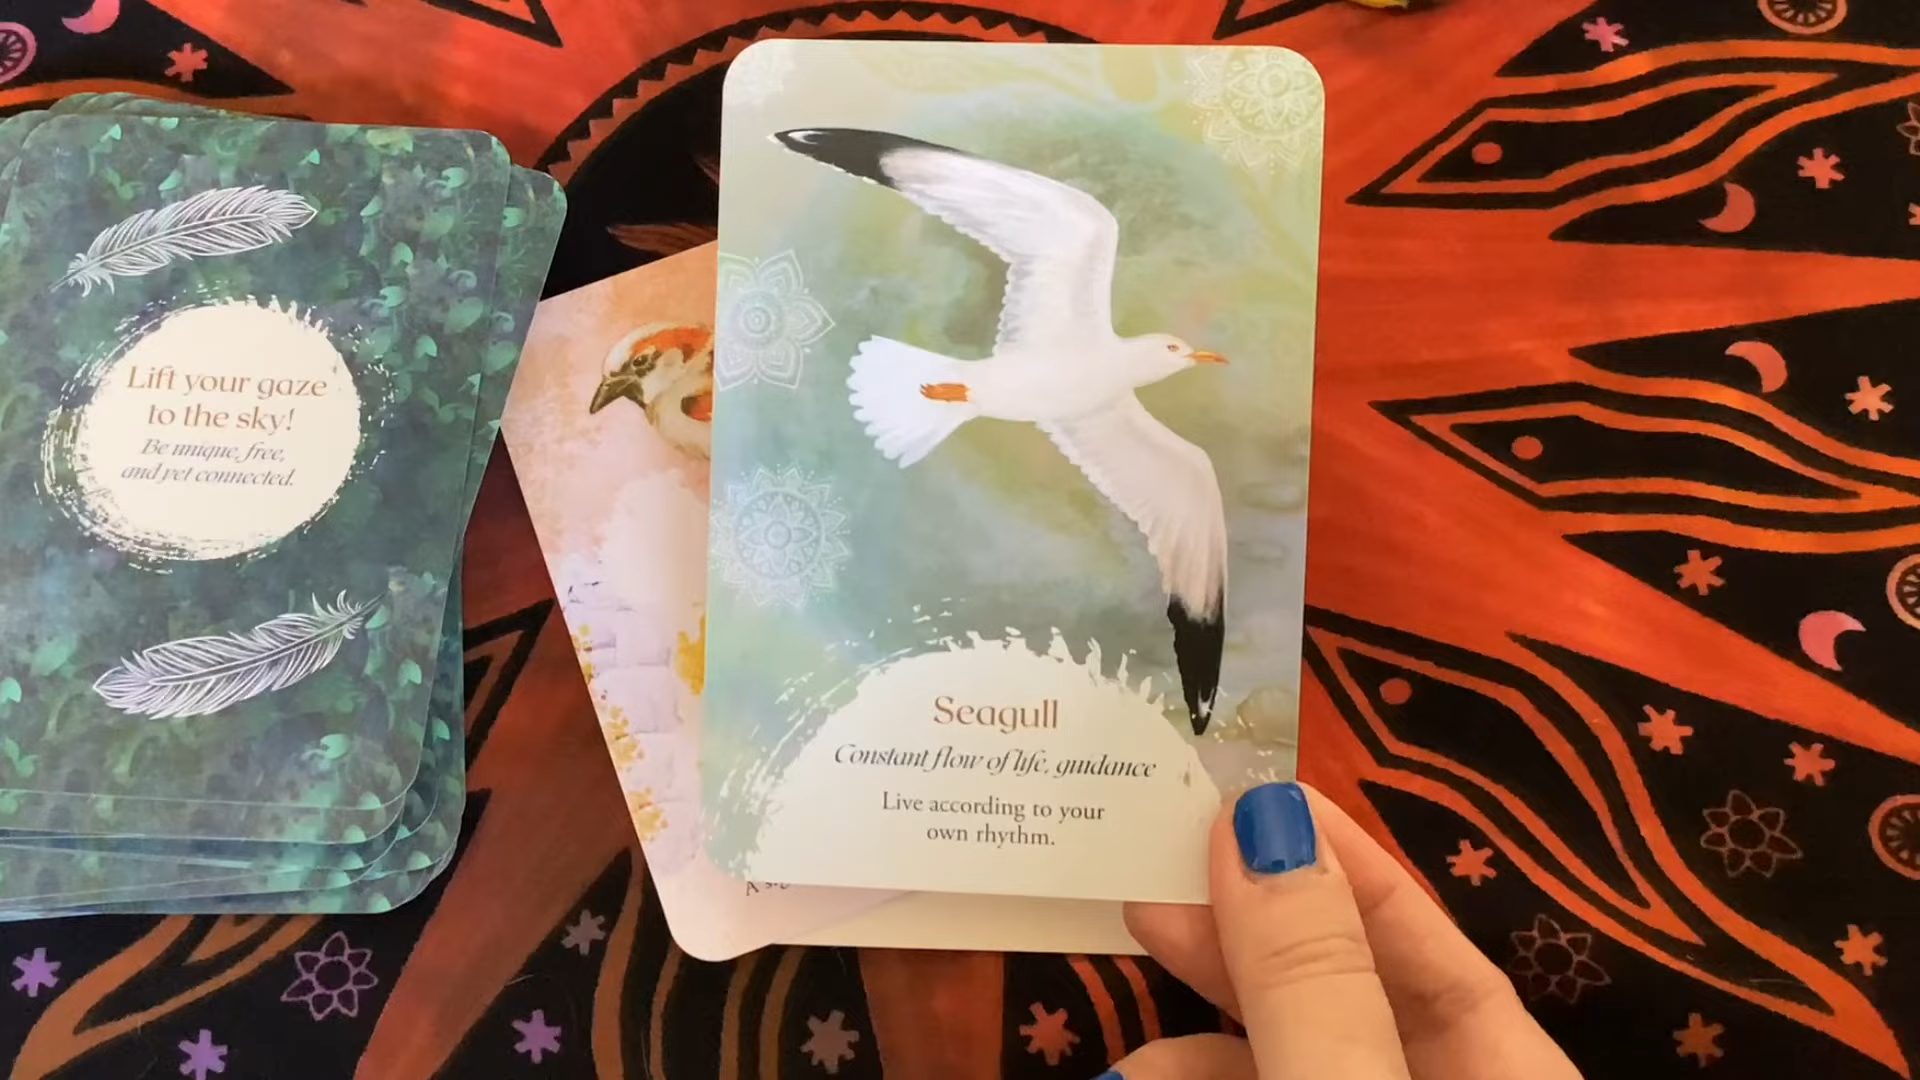 Lift your gaze
to the sky!
Be unique, free,
and yet connected.
Seagull
Constant flow of life, guidance
Live according to your
own rhythm.